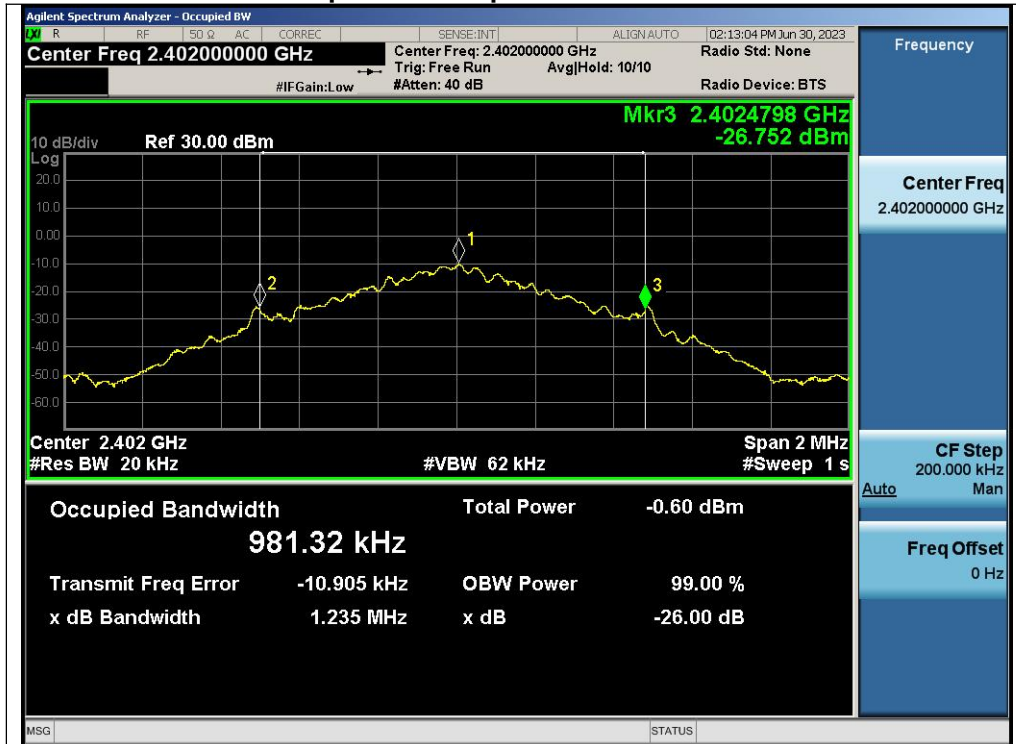 Agilent Spectrum Analyzer - Occupied BW
LXI R RF 50 Ω AC CORREC SENSE:INT ALIGN AUTO 02:13:04 PM Jun 30, 2023
Center Freq 2.402000000 GHz
Center Freq: 2.402000000 GHz
Radio Std: None
Trig: Free Run Avg|Hold: 10/10
#IFGain:Low
#Atten: 40 dB
Radio Device: BTS
Mkr3 2.4024798 GHz
-26.752 dBm
10 dB/div Ref 30.00 dBm
Log
20.0
10.0
0.00
-10.0
-20.0
-30.0
-40.0
-50.0
-60.0
1
2
3
Center 2.402 GHz
Span 2 MHz
#Res BW 20 kHz
#VBW 62 kHz
#Sweep 1 s
Occupied Bandwidth
981.32 kHz
Total Power -0.60 dBm
Transmit Freq Error -10.905 kHz
OBW Power 99.00 %
x dB Bandwidth 1.235 MHz
x dB -26.00 dB
Frequency
Center Freq
2.402000000 GHz
CF Step
200.000 kHz
Auto Man
Freq Offset
0 Hz
MSG
STATUS